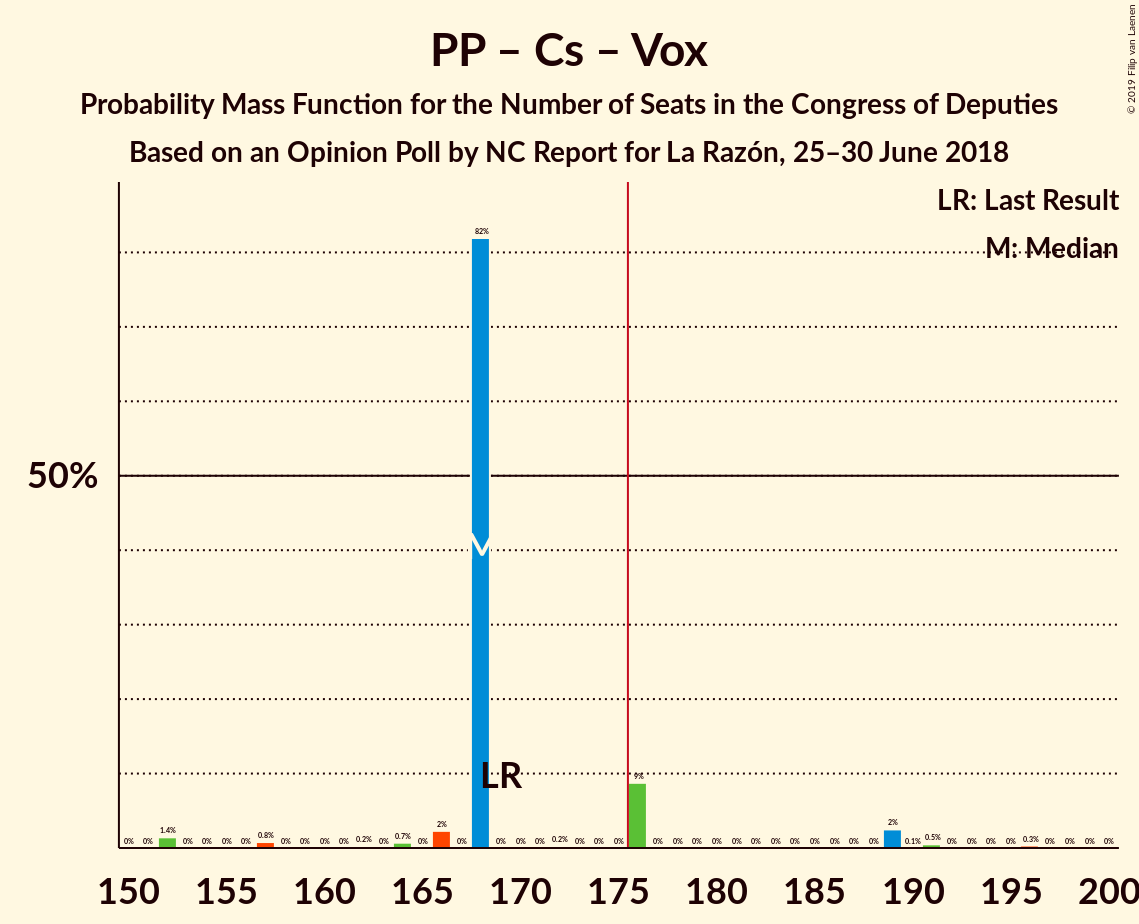 PP – Cs – Vox
Probability Mass Function for the Number of Seats in the Congress of Deputies
Based on an Opinion Poll by NC Report for La Razón, 25–30 June 2018
© 2019 Filip van Laenen
LR: Last Result
M: Median
50%
0% 0% 1.4% 0% 0% 0% 0% 0.8% 0% 0% 0% 0% 0.2% 0% 0.7% 0% 2% 0% 82% 0% 0% 0% 0.2% 0% 0% 0% 9% 0% 0% 0% 0% 0% 0% 0% 0% 0% 0% 0% 0% 2% 0.1% 0.5% 0% 0% 0% 0% 0.3% 0% 0% 0% 0%
LR
150 155 160 165 170 175 180 185 190 195 200